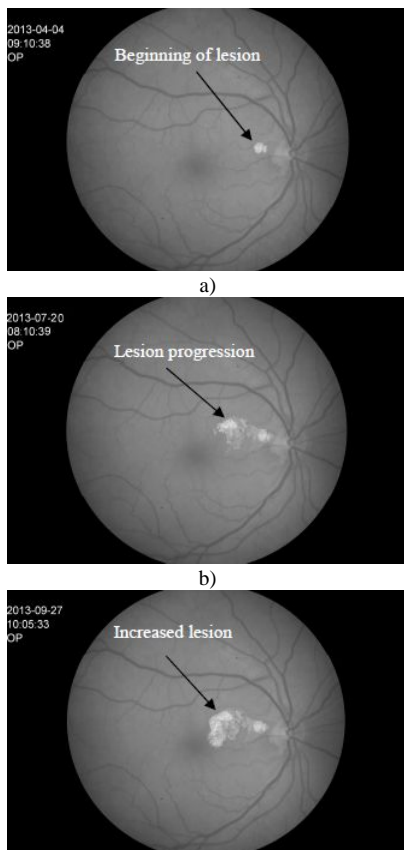 2013-04-04
09:10:38
OP
Beginning of lesion
a)
2013-07-20
08:10:39
OP
Lesion progression
b)
2013-09-27
10:05:33
OP
Increased lesion